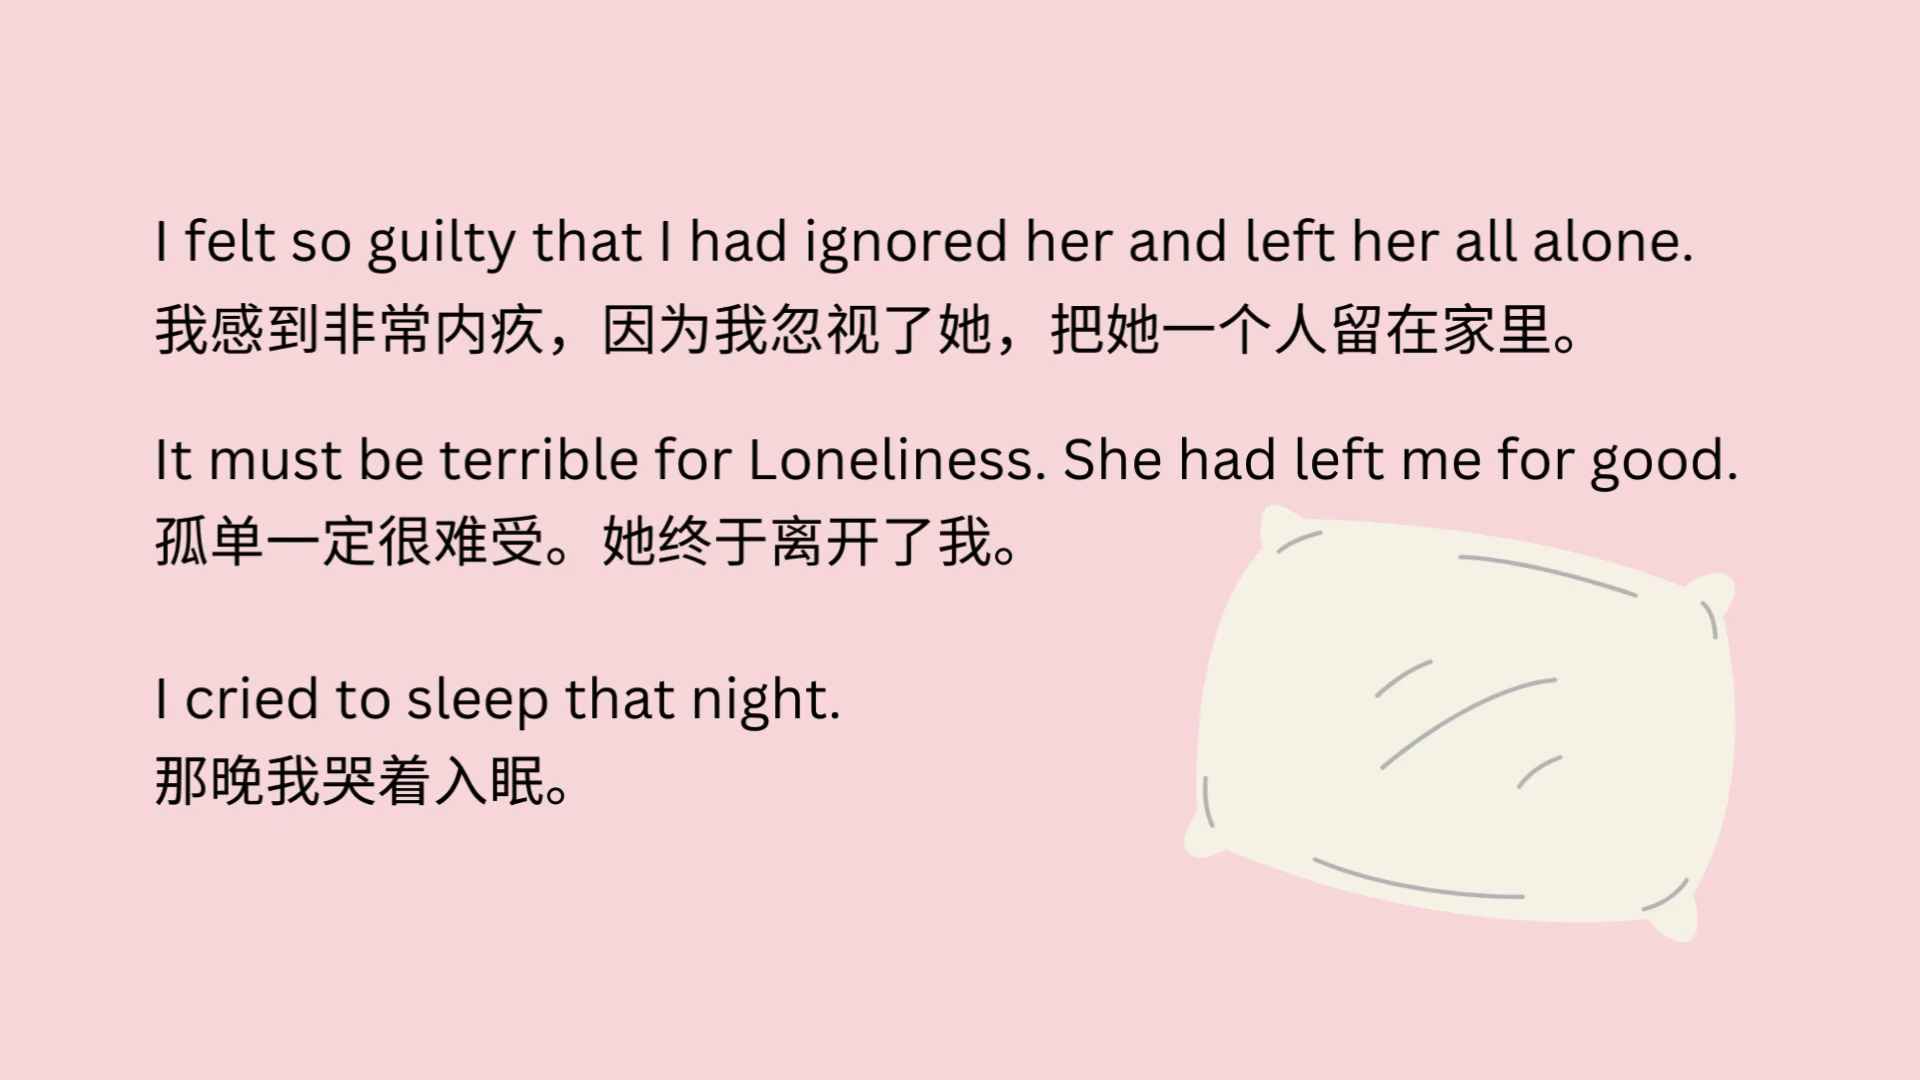 I felt so guilty that I had ignored her and left her all alone.
我感到非常内疚，因为我忽视了她，把她一个人留在家里。
It must be terrible for Loneliness. She had left me for good.
孤单一定很难受。她终于离开了我。
I cried to sleep that night.
那晚我哭着入眠。